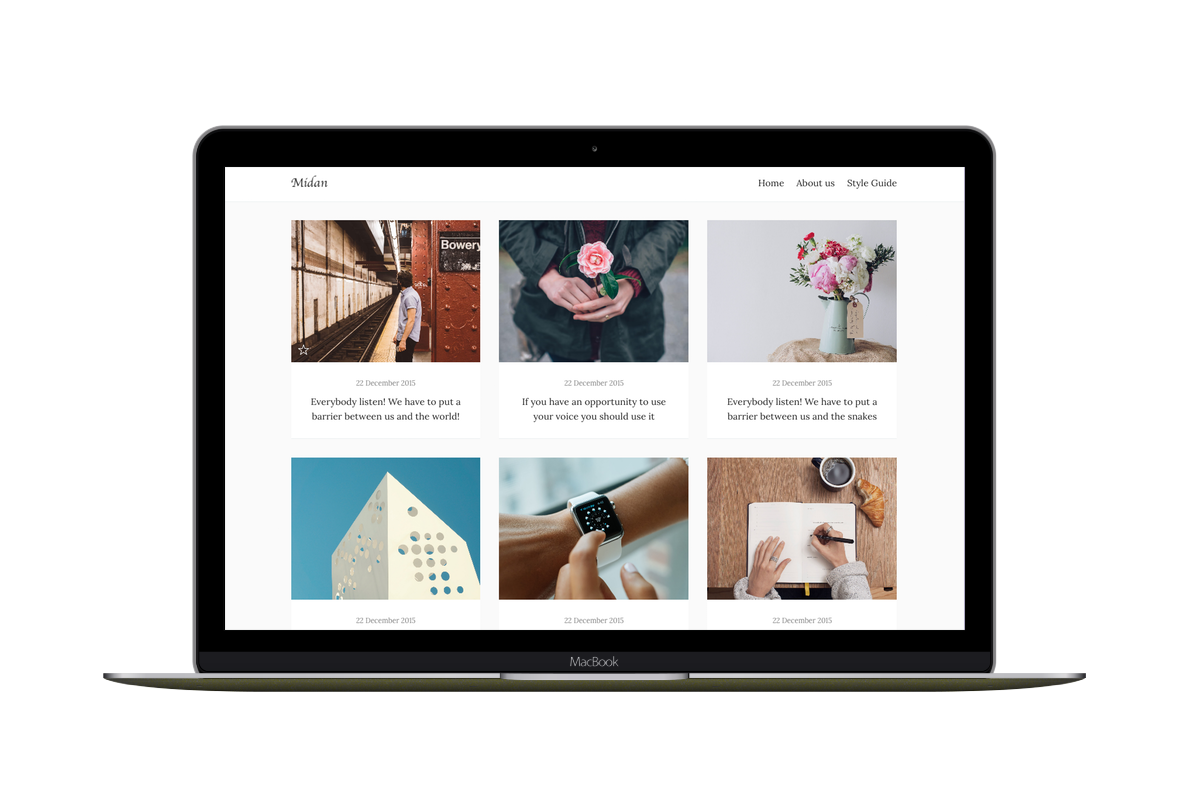 Midan
Home About us Style Guide
Bowery
22 December 2015
Everybody listen! We have to put a
barrier between us and the world!
22 December 2015
If you have an opportunity to use
your voice you should use it
22 December 2015
Everybody listen! We have to put a
barrier between us and the snakes
22 December 2015
22 December 2015
22 December 2015
MacBook